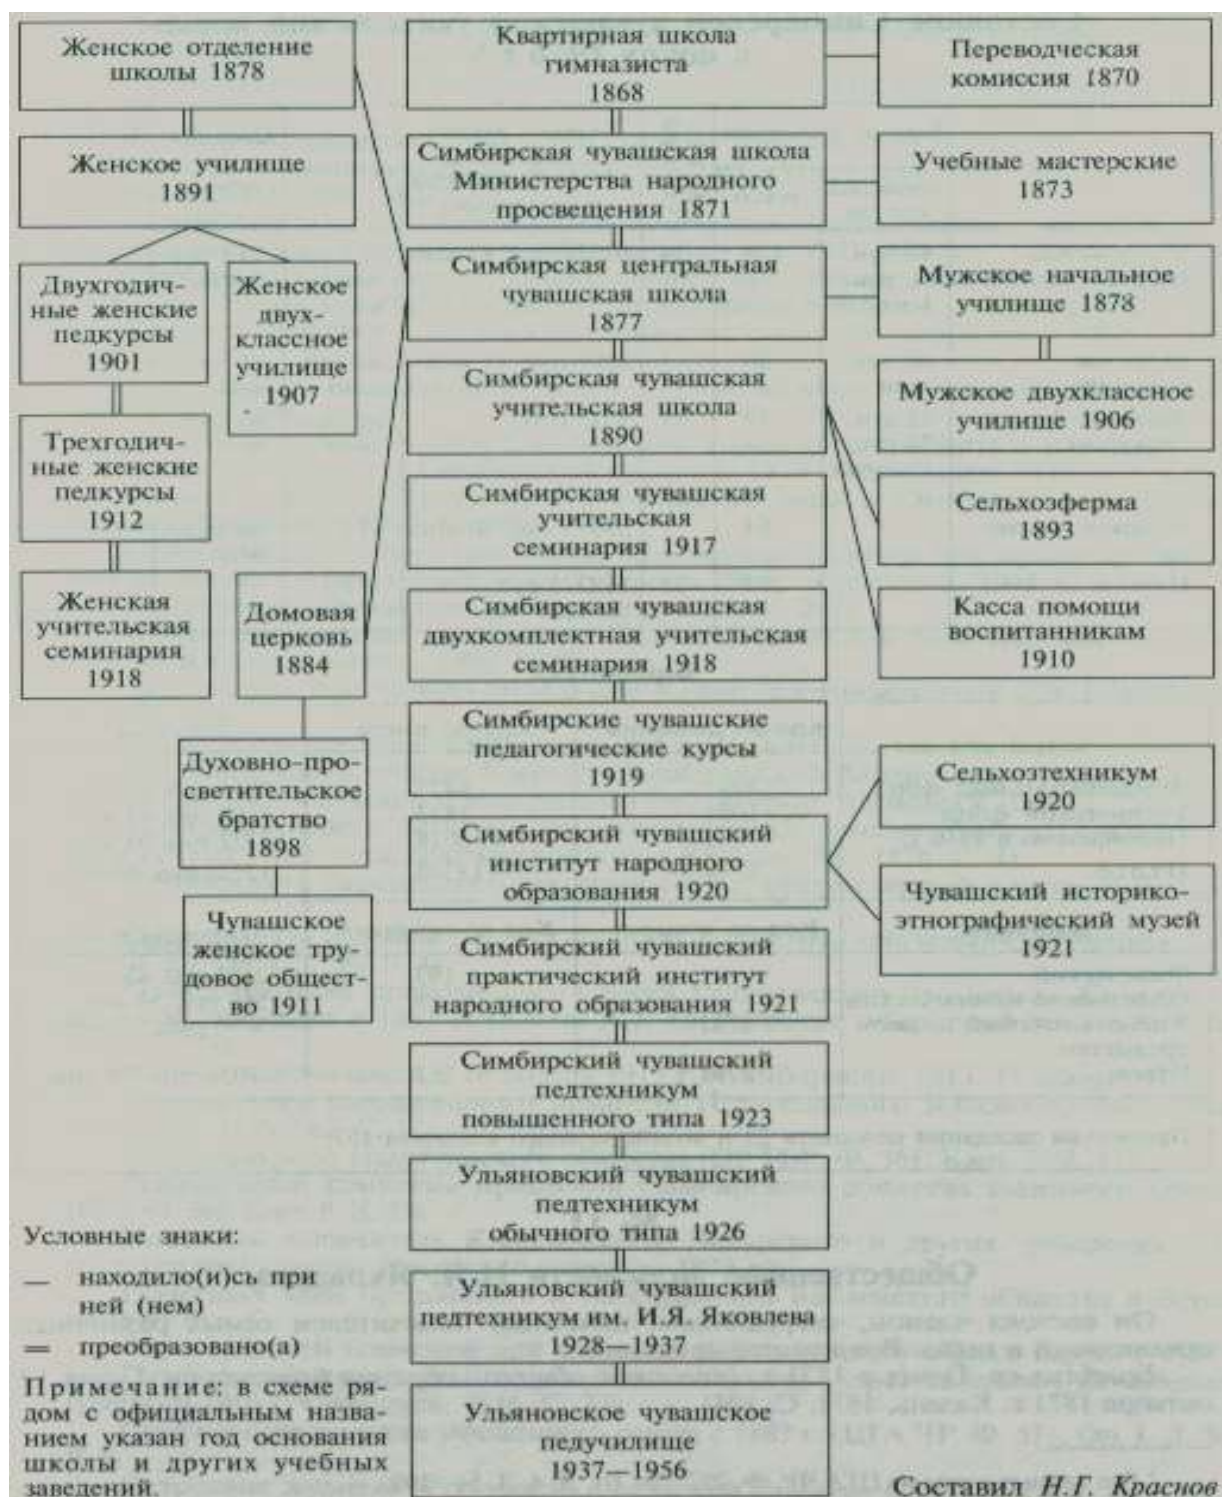 Женское отделение
школы 1878
Женское училище
1891
Двухгодич-
ные женские
педкурсы
1901
Женское
двух-
классное
училище
1907
Трехгодич-
ные женские
педкурсы
1912
Женская
учительская
семинария
1918
Домовая
церковь
1884
Духовно-про-
светительское
братство
1898
Чувашское
женское тру-
довое общест-
во 1911
Квартирная школа
гимназиста
1868
Симбирская чувашская школа
Министерства народного
просвещения 1871
Симбирская центральная
чувашская школа
1877
Симбирская чувашская
учительская школа
1890
Симбирская чувашская
учительская
семинария 1917
Симбирская чувашская
двухкомплектная учительская
семинария 1918
Симбирские чувашские
педагогические курсы
1919
Симбирский чувашский
институт народного
образования 1920
Симбирский чувашский
практический институт
народного образования 1921
Симбирский чувашский
педтехникум
повышенного типа 1923
Ульяновский чувашский
педтехникум
обычного типа 1926
Ульяновский чувашский
педтехникум им. И.Я. Яковлева
1928—1937
Ульяновское чувашское
педучилище
1937—1956
Переводческая
комиссия 1870
Учебные мастерские
1873
Мужское начальное
училище 1878
Мужское двухклассное
училище 1906
Сельхозферма
1893
Касса помощи
воспитанникам
1910
Сельхозтехникум
1920
Чувашский историко-
этнографический музей
1921
Условные знаки:
— находило(и)сь при
ней (нем)
= преобразовано(а)
Примечание: в схеме ря-
дом с официальным назва-
нием указан год основания
школы и других учебных
заведений.
Составил Н.Г. Краснов